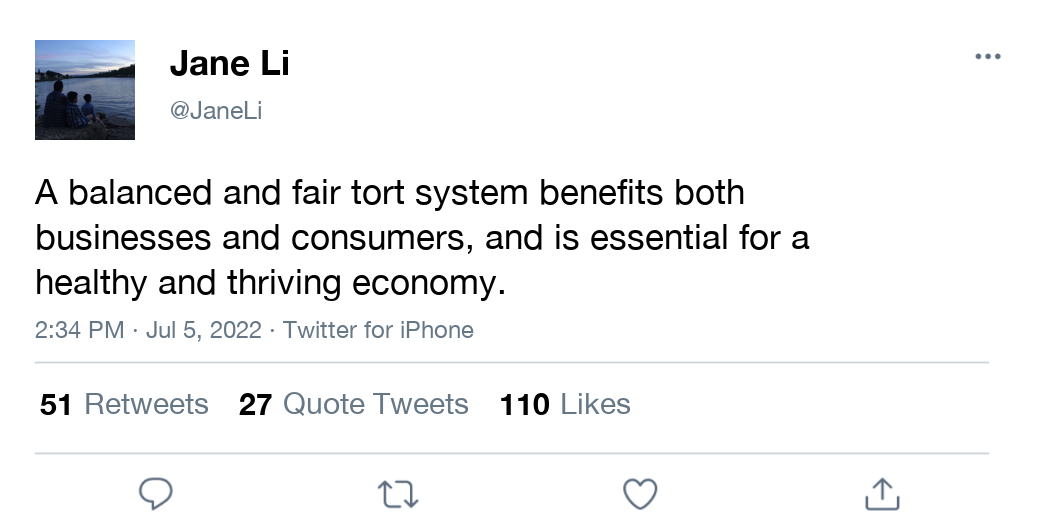 Jane Li
@JaneLi
A balanced and fair tort system benefits both
businesses and consumers, and is essential for a
healthy and thriving economy.
2:34 PM · Jul 5, 2022 · Twitter for iPhone
51 Retweets 27 Quote Tweets 110 Likes